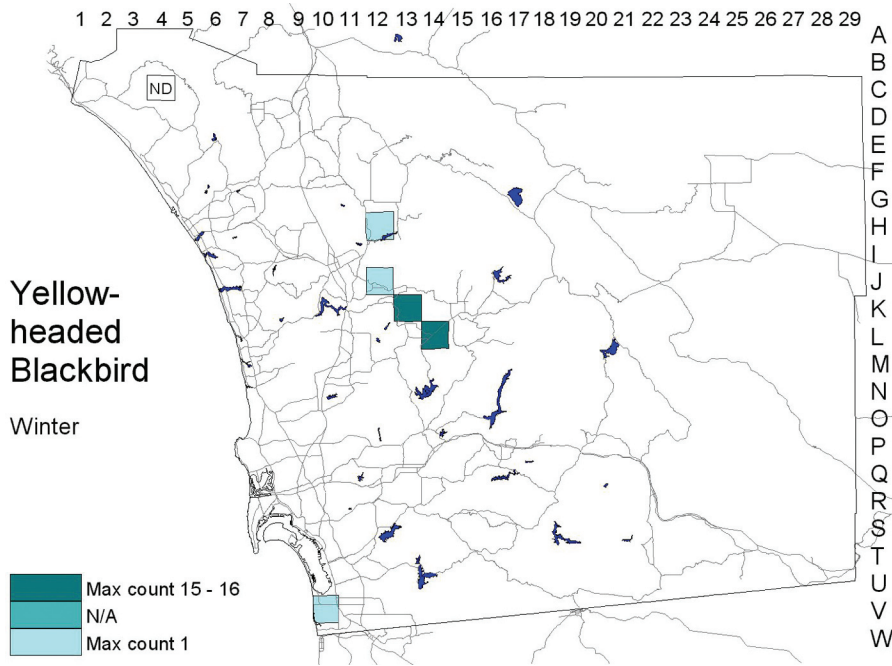 1 2 3 4 5 6 7 8 9 10 11 12 13 14 15 16 17 18 19 20 21 22 23 24 25 26 27 28 29
A
B
C
D
E
F
G
H
I
J
K
L
M
N
O
P
Q
R
S
T
U
V
W
ND
Yellow-
headed
Blackbird
Winter
Max count 15 - 16
N/A
Max count 1